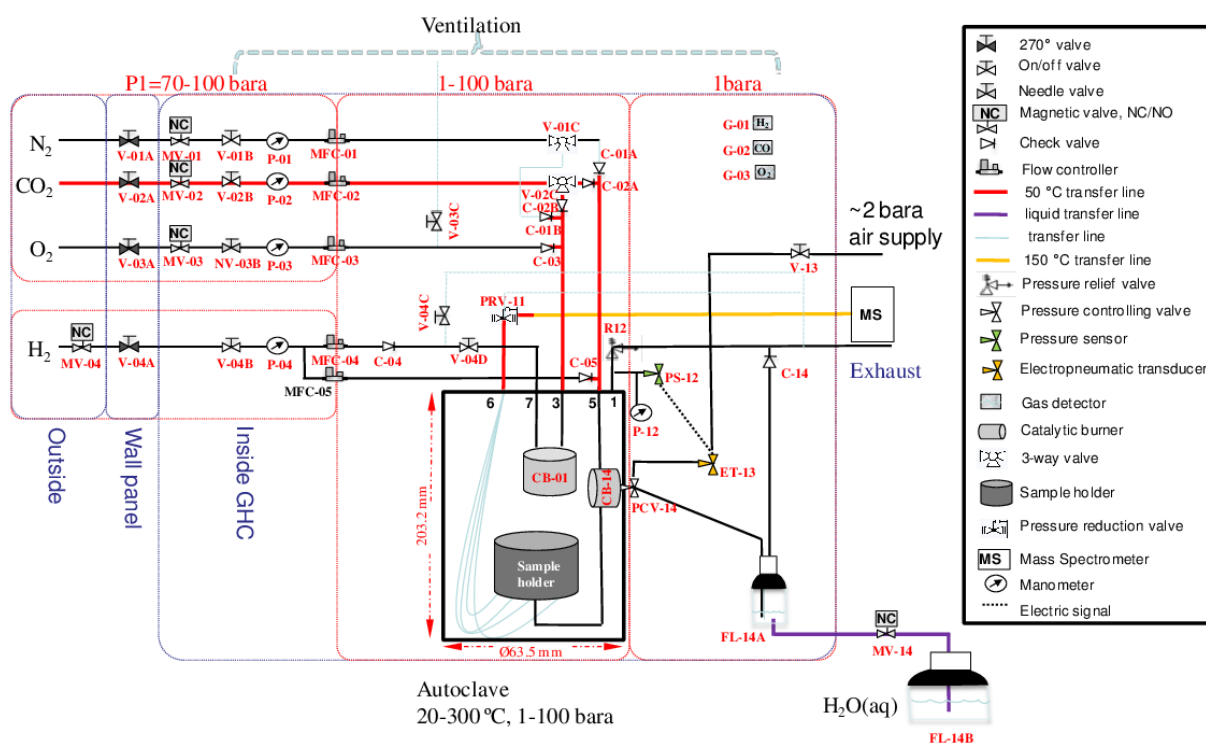 Ventilation
P1=70-100 bara
1-100 bara
1bara
N2
V-01A
NC
MV-01
V-01B
P-01
MFC-01
V-01C
C-01A
G-01
H2
G-02
CO
G-03
O2
CO2
V-02A
NC
MV-02
V-02B
P-02
MFC-02
V-02C
C-02A
C-02B
C-01B
V-03C
O2
V-03A
NC
MV-03
NV-03B
P-03
MFC-03
C-03
~2 bara
air supply
V-13
V-04C
PRV-11
MS
H2
NC
MV-04
V-04A
V-04B
P-04
MFC-04
C-04
V-04D
R12
C-05
MFC-05
PS-12
C-14
Exhaust
6
7
3
5
1
P-12
Outside
Wall panel
Inside GHC
203.2 mm
CB-01
CB-14
PCV-14
ET-13
Sample
holder
Ø63.5 mm
FL-14A
NC
MV-14
Autoclave
20-300 ºC, 1-100 bara
H2O(aq)
FL-14B
270° valve
On/off valve
Needle valve
NC
Magnetic valve, NC/NO
Check valve
Flow controller
50 °C transfer line
liquid transfer line
transfer line
150 °C transfer line
Pressure relief valve
Pressure controlling valve
Pressure sensor
Electropneumatic transducer
Gas detector
Catalytic burner
3-way valve
Sample holder
Pressure reduction valve
MS
Mass Spectrometer
Manometer
Electric signal